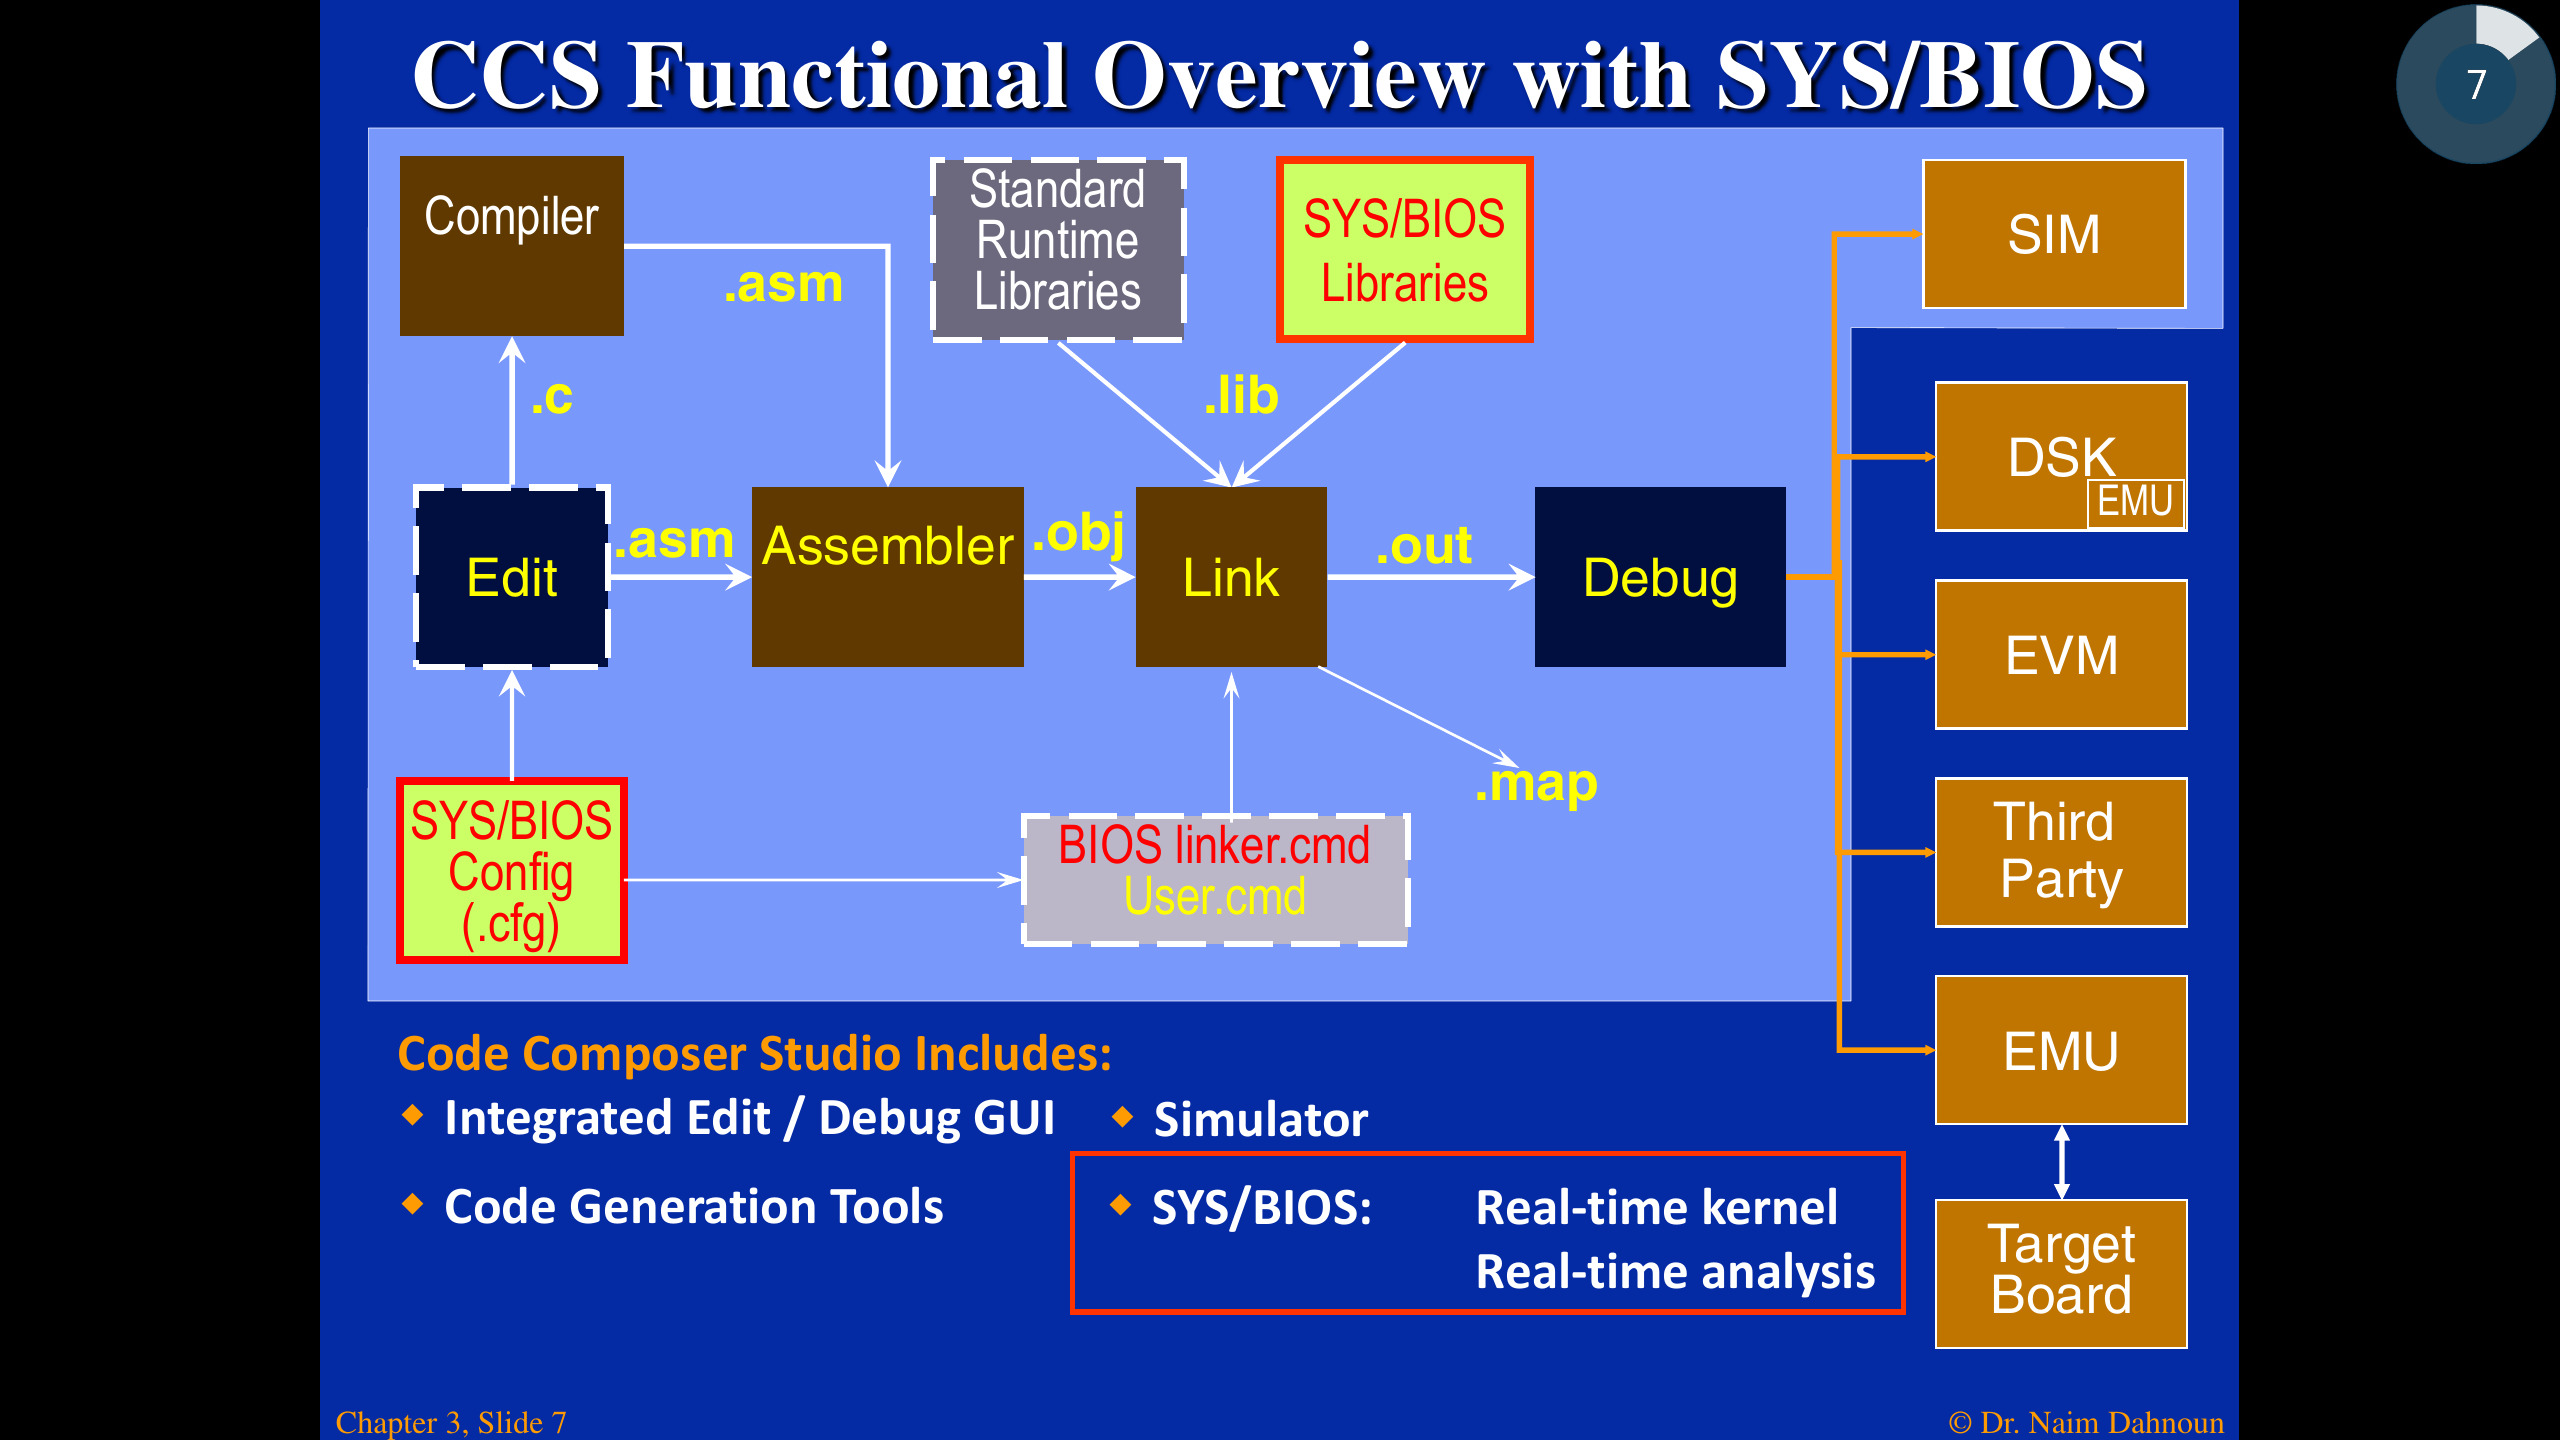 CCS Functional Overview with SYS/BIOS
7
Compiler
.asm
Standard
Runtime
Libraries
SYS/BIOS
Libraries
SIM
.c
.lib
DSK
EMU
Edit
.asm
Assembler
.obj
Link
.out
Debug
EVM
SYS/BIOS
Config
(.cfg)
BIOS linker.cmd
User.cmd
.map
Third
Party
EMU
Target
Board
Code Composer Studio Includes:
Integrated Edit / Debug GUI
Simulator
Code Generation Tools
SYS/BIOS: Real-time kernel
Real-time analysis
Chapter 3, Slide 7
© Dr. Naim Dahnoun